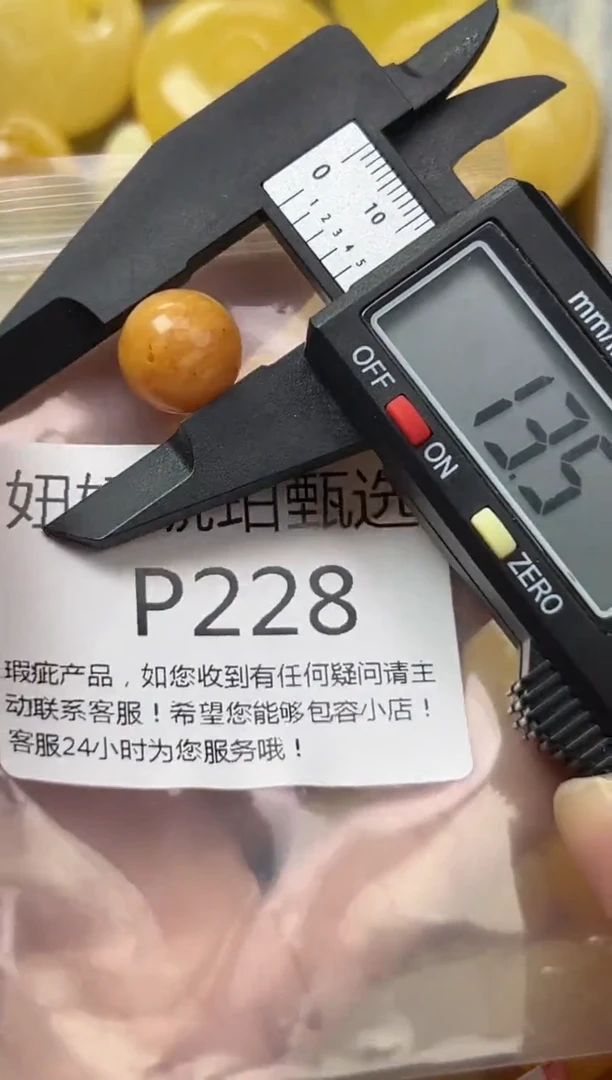 0
10
1 2 3 4 5
mm/
OFF
ON
ZERO
13.5
甄选
P228
瑕疵产品，如您收到有任何疑问请主
动联系客服！希望您能够包容小店！
客服24小时为您服务哦！